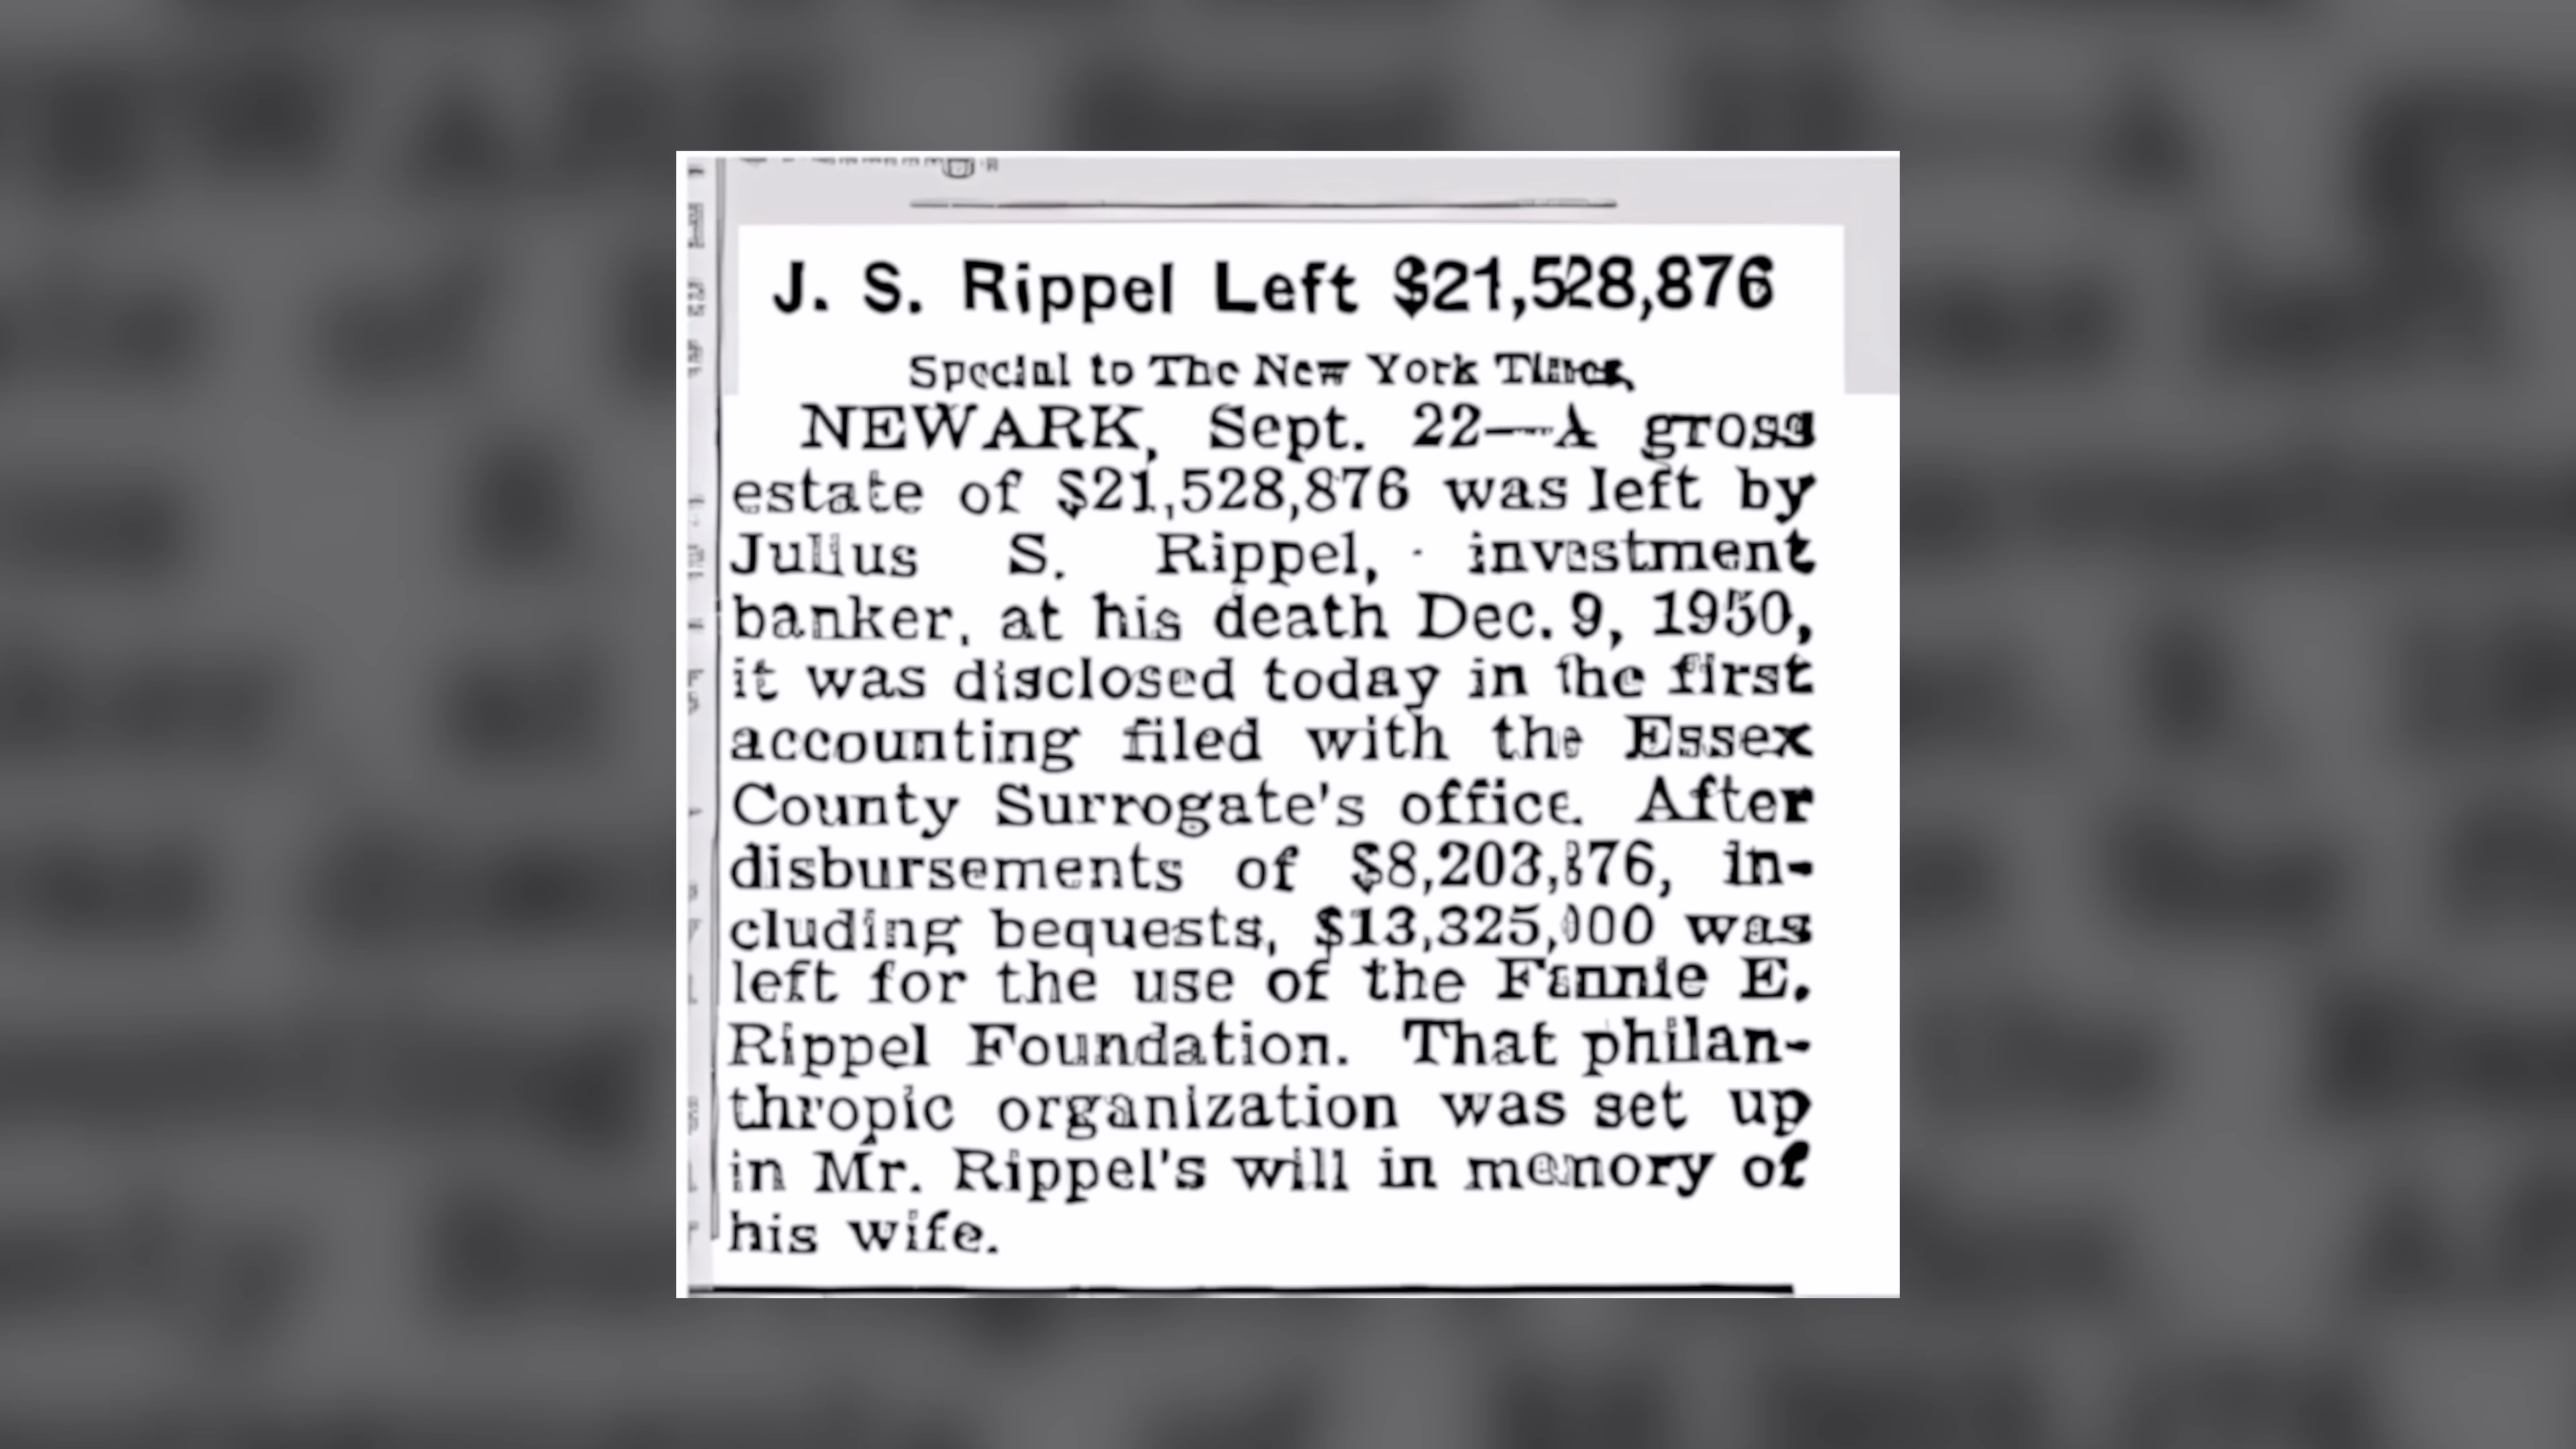 J. S. Rippel Left $21,528,876
Special to The New York Times.
NEWARK, Sept. 22—A gross
estate of $21,528,876 was left by
Julius S. Rippel, investment
banker, at his death Dec. 9, 1950,
it was disclosed today in the first
accounting filed with the Essex
County Surrogate's office. After
disbursements of $8,203,876, in-
cluding bequests, $13,325,000 was
left for the use of the Fannie E.
Rippel Foundation. That philan-
thropic organization was set up
in Mr. Rippel's will in memory of
his wife.